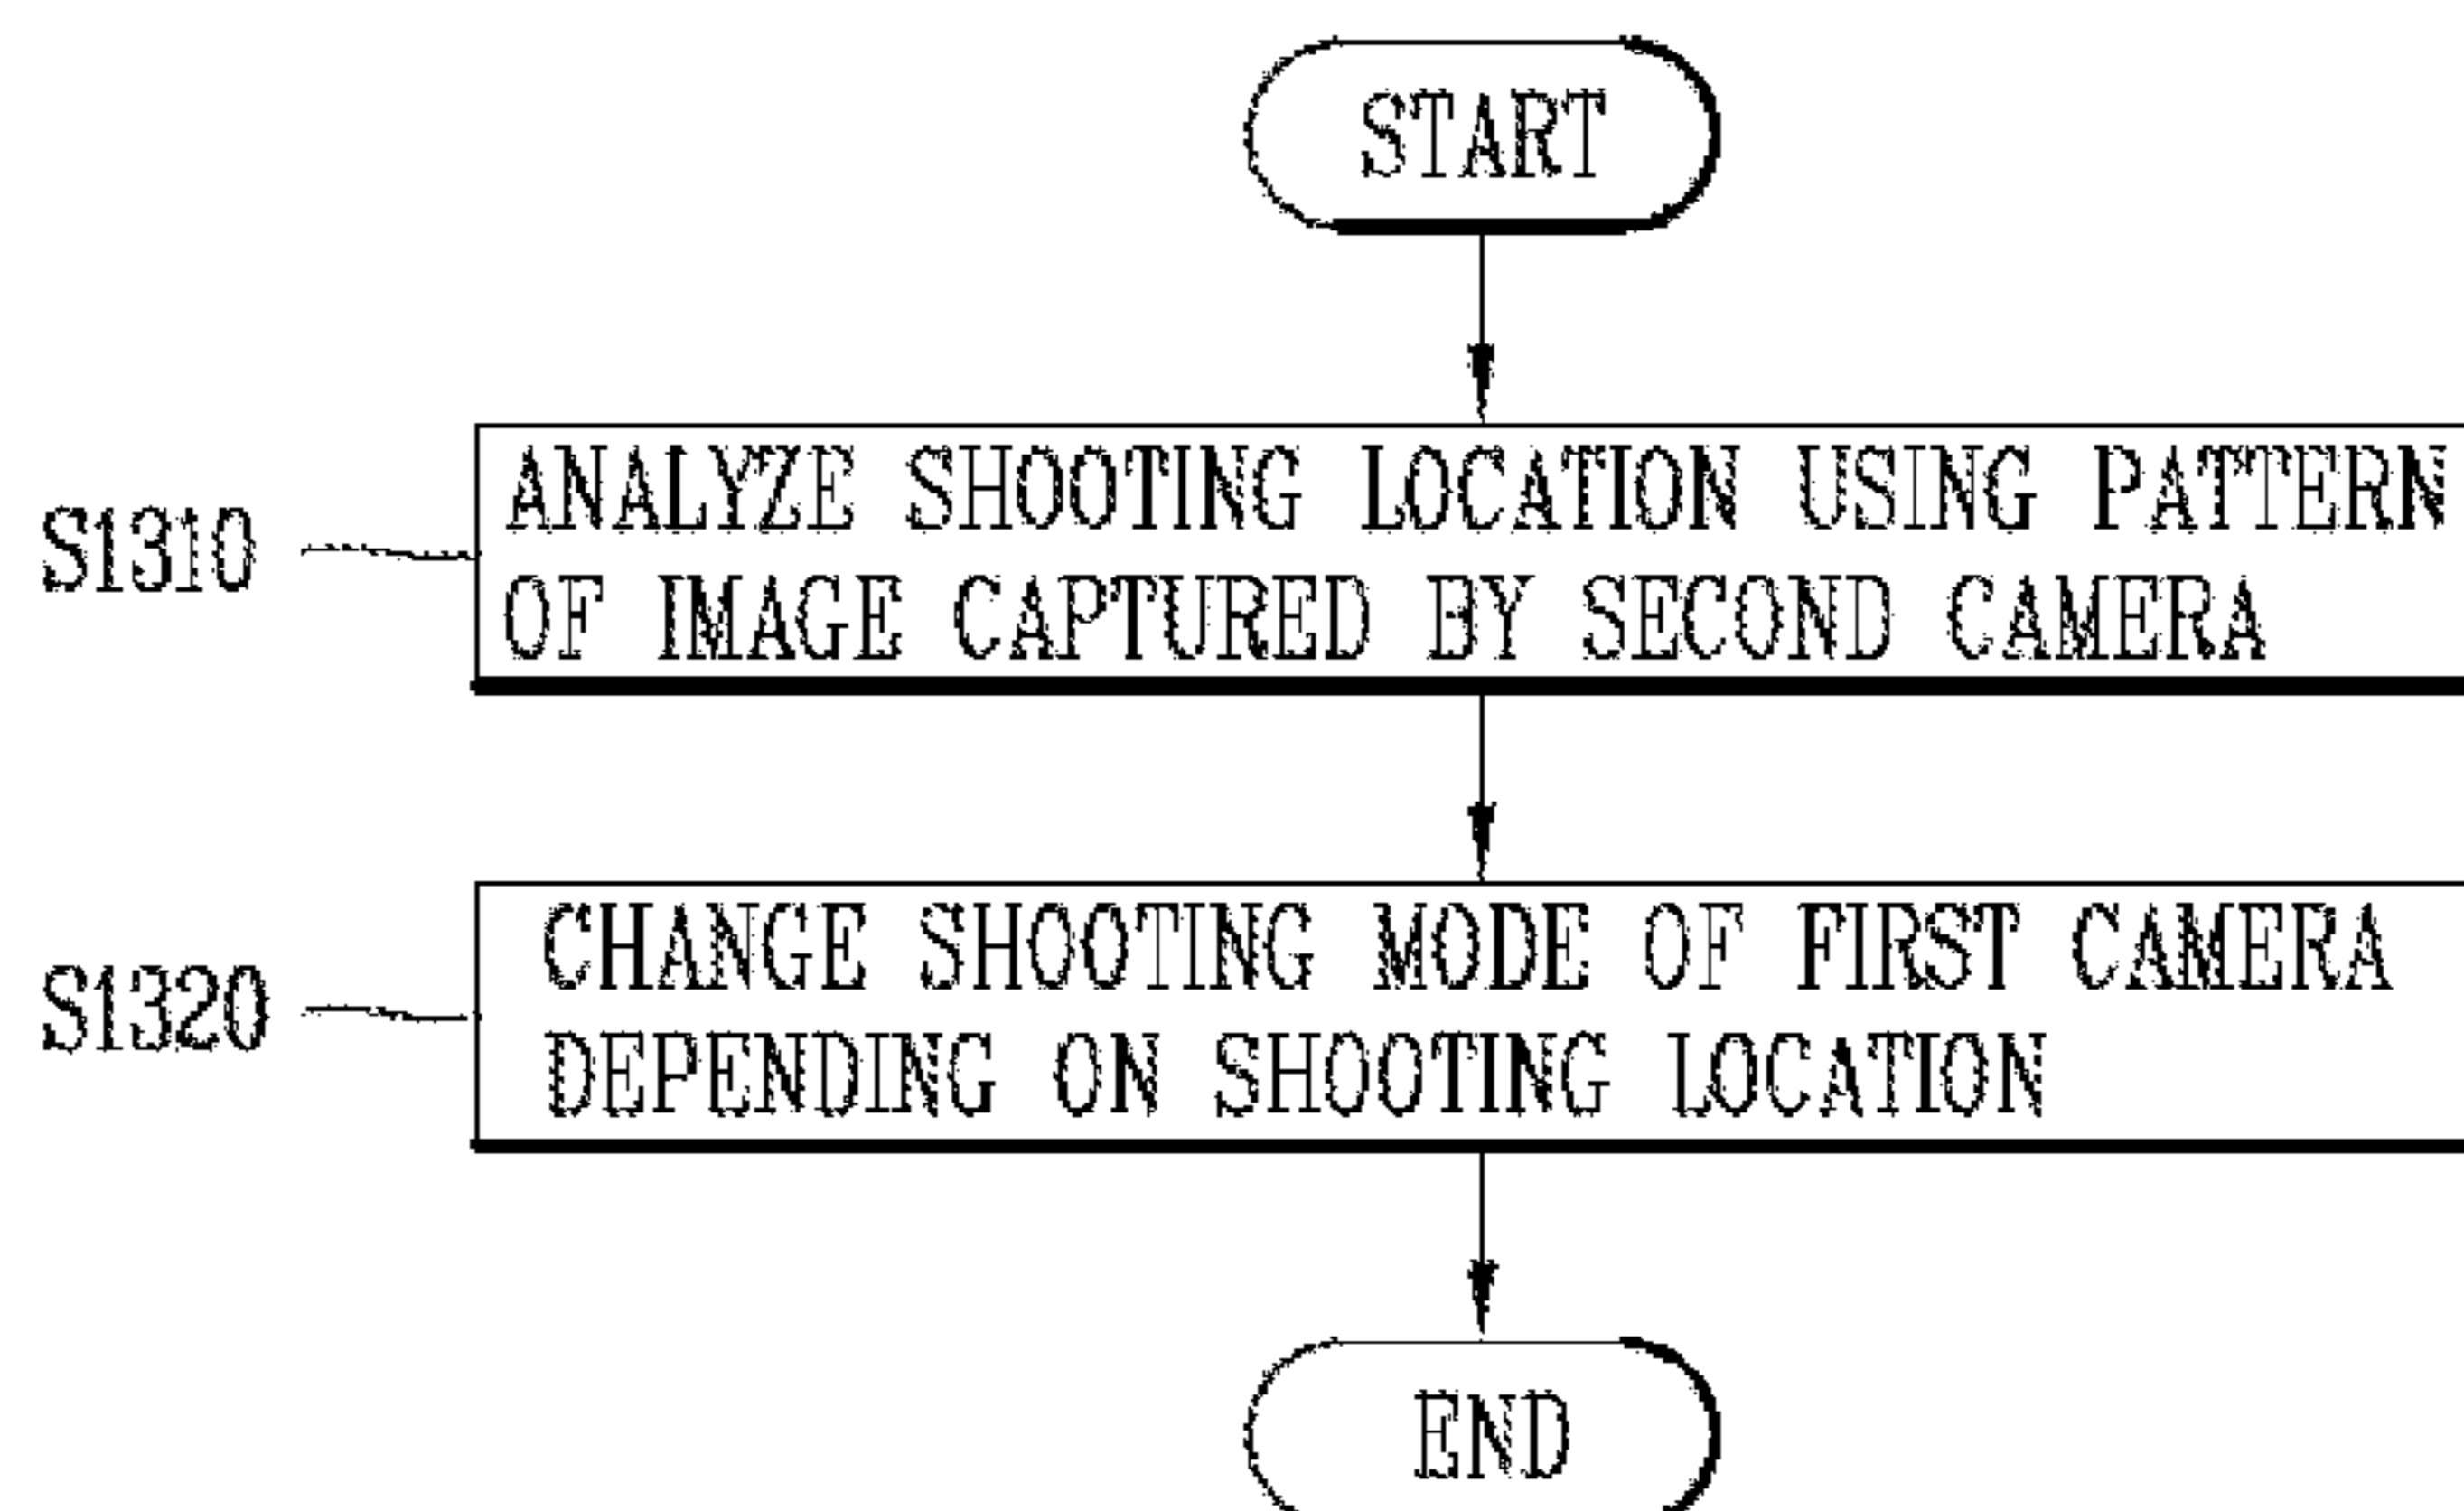 START
S1310
ANALYZE SHOOTING LOCATION USING PATTERN
OF IMAGE CAPTURED BY SECOND CAMERA
S1320
CHANGE SHOOTING MODE OF FIRST CAMERA
DEPENDING ON SHOOTING LOCATION
END